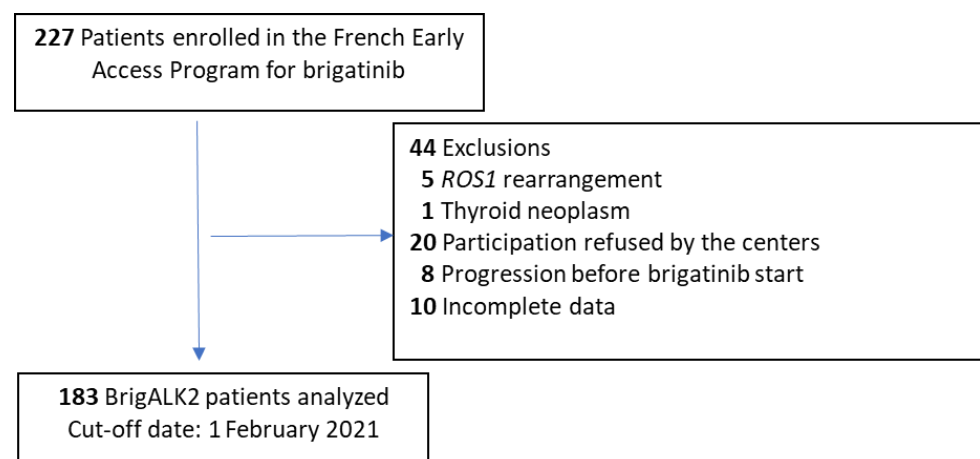 227 Patients enrolled in the French Early
Access Program for brigatinib
44 Exclusions
5 ROS1 rearrangement
1 Thyroid neoplasm
20 Participation refused by the centers
8 Progression before brigatinib start
10 Incomplete data
183 BrigALK2 patients analyzed
Cut-off date: 1 February 2021